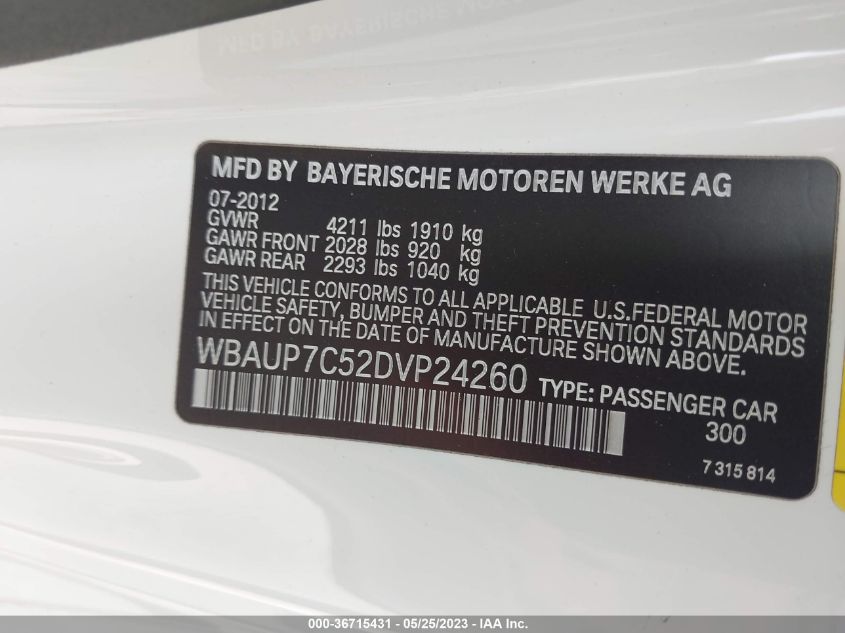 MFD BY BAYERISCHE MOTOREN WERKE AG
07-2012
GVWR 4211 lbs 1910 kg
GAWR FRONT 2028 lbs 920 kg
GAWR REAR 2293 lbs 1040 kg
THIS VEHICLE CONFORMS TO ALL APPLICABLE U.S.FEDERAL MOTOR
VEHICLE SAFETY, BUMPER AND THEFT PREVENTION STANDARDS
IN EFFECT ON THE DATE OF MANUFACTURE SHOWN ABOVE.
WBAUP7C52DVP24260 TYPE: PASSENGER CAR
300
7 315 814
000-36715431 - 05/25/2023 - IAA Inc.